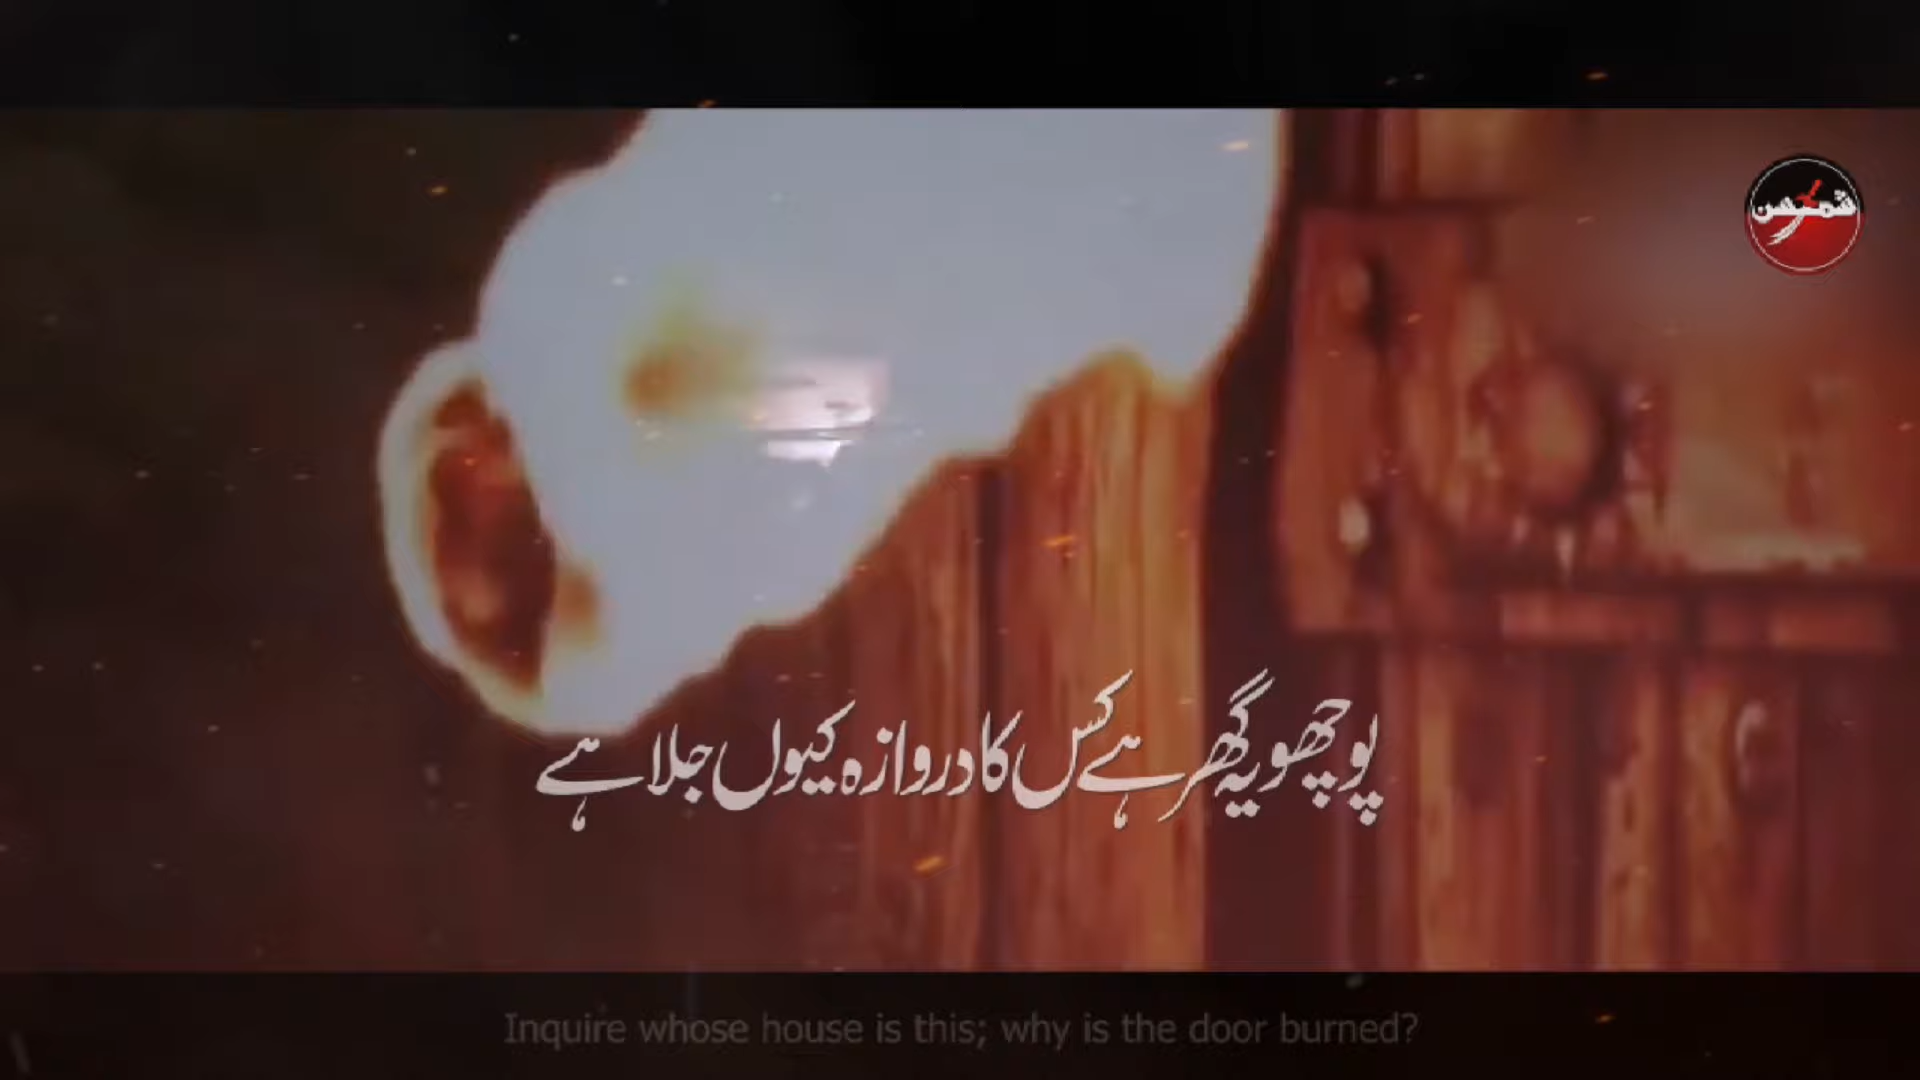 پوچھو یہ گھر ہے کس کا دروازہ کیوں جلا ہے
Inquire whose house is this; why is the door burned?